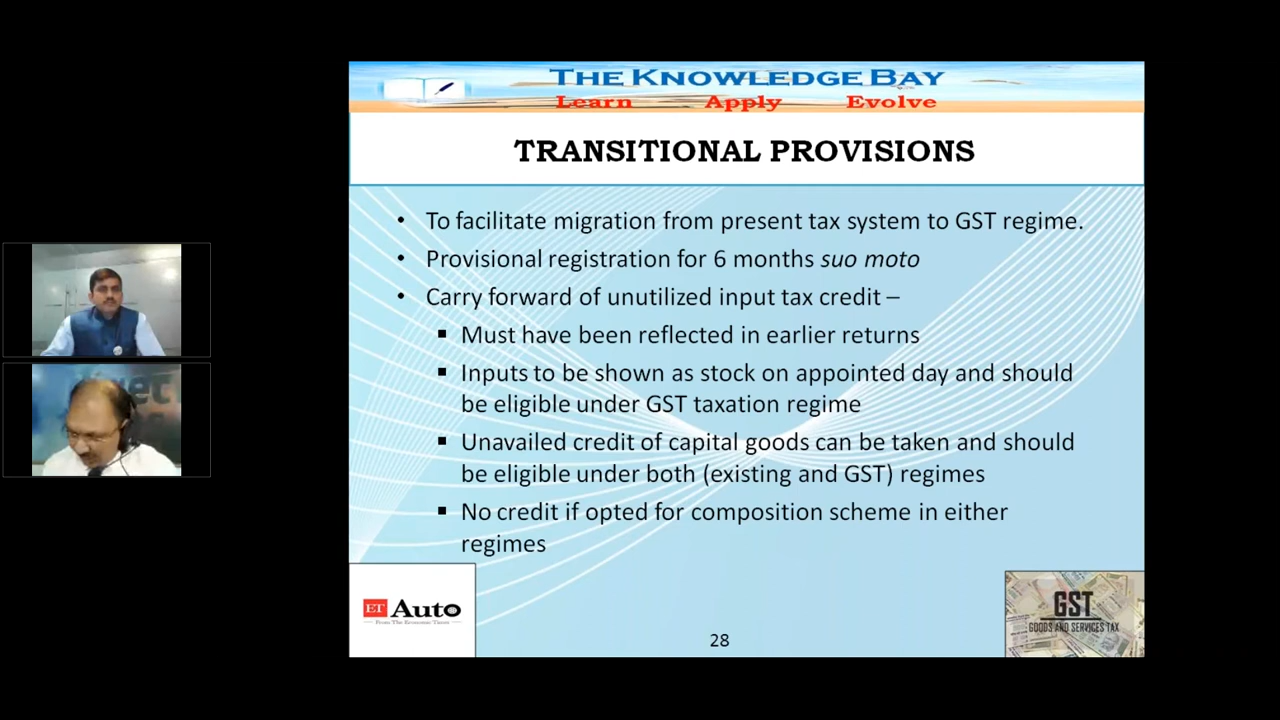 THE KNOWLEDGE BAY
Learn Apply Evolve
TRANSITIONAL PROVISIONS
• To facilitate migration from present tax system to GST regime.
• Provisional registration for 6 months suo moto
• Carry forward of unutilized input tax credit –
▪ Must have been reflected in earlier returns
▪ Inputs to be shown as stock on appointed day and should
be eligible under GST taxation regime
▪ Unavailed credit of capital goods can be taken and should
be eligible under both (existing and GST) regimes
▪ No credit if opted for composition scheme in either
regimes
ET Auto
From The Economic Times
GST
GOODS AND SERVICES TAX
28